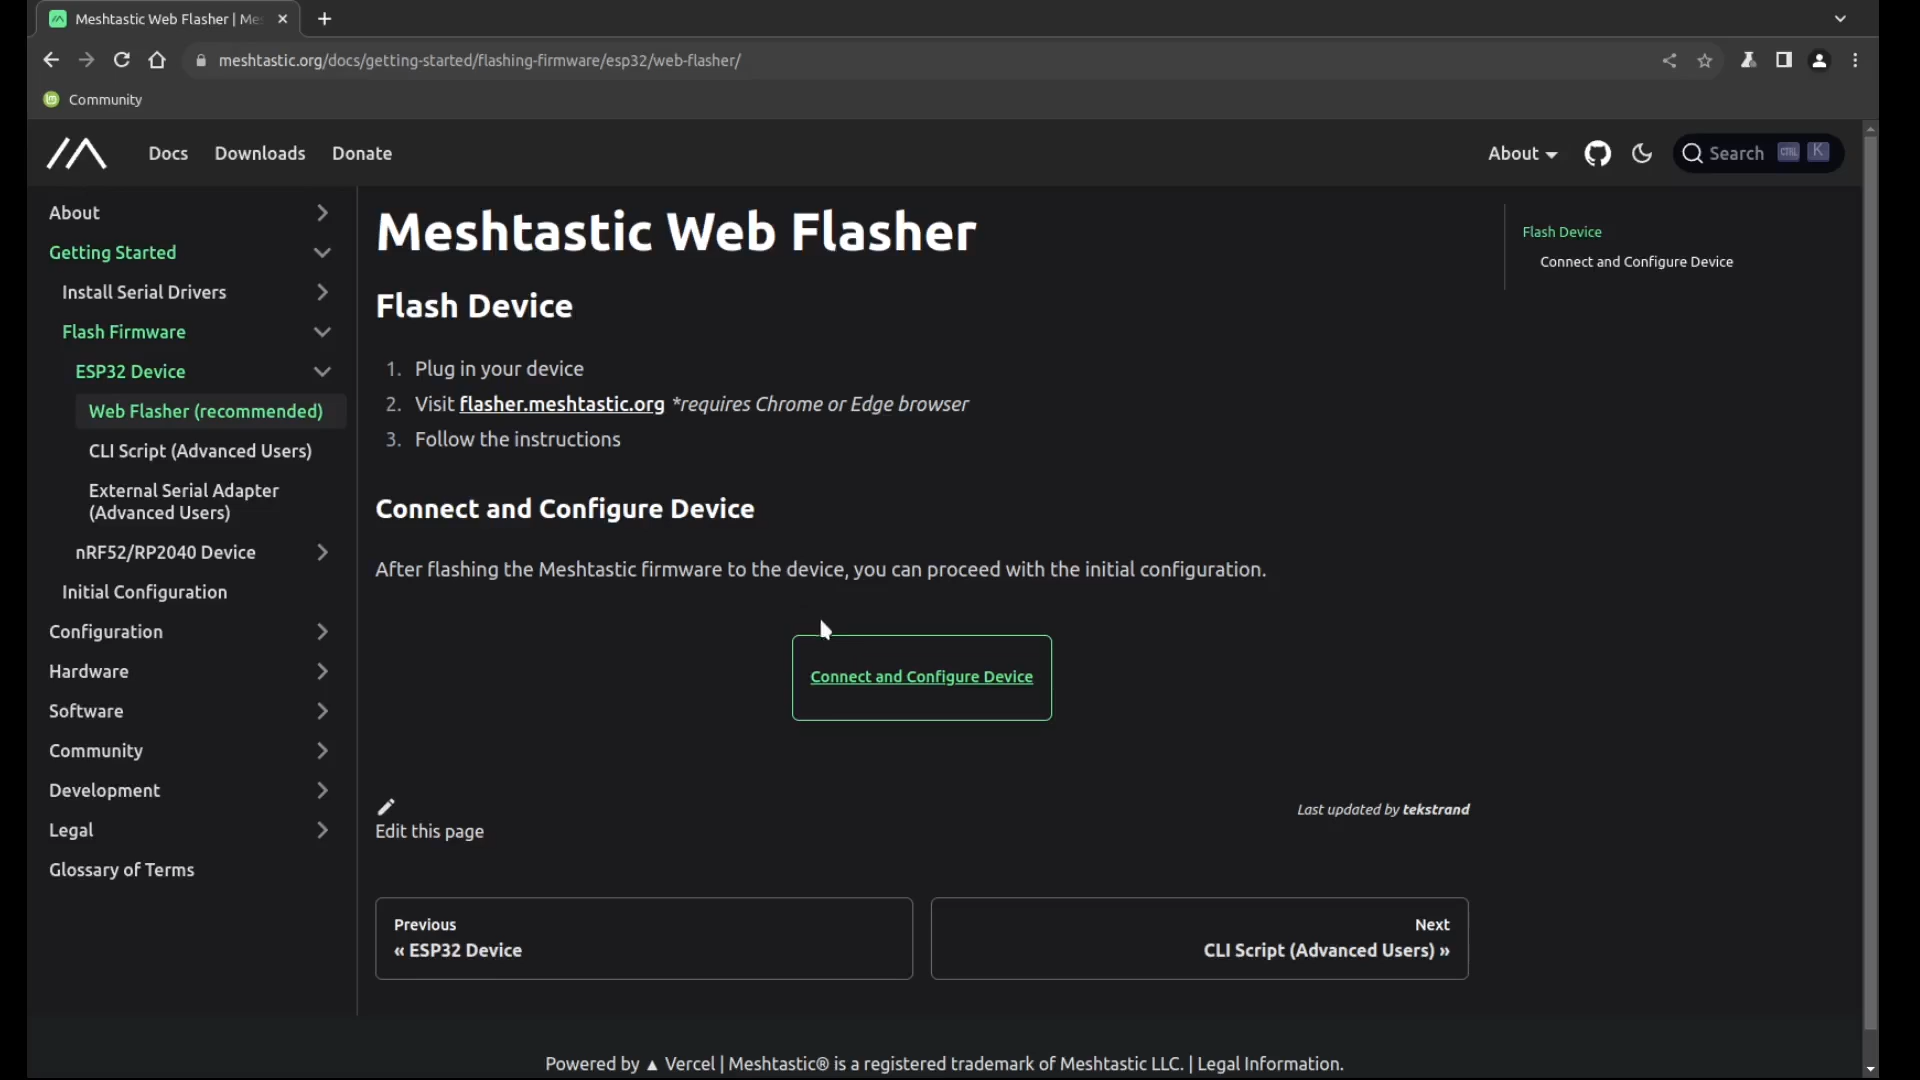 Meshtastic Web Flasher | Me
meshtastic.org/docs/getting-started/flashing-firmware/esp32/web-flasher/
Community
Docs
Downloads
Donate
About
Search
CTRL K
About
Getting Started
Install Serial Drivers
Flash Firmware
ESP32 Device
Web Flasher (recommended)
CLI Script (Advanced Users)
External Serial Adapter
(Advanced Users)
nRF52/RP2040 Device
Initial Configuration
Configuration
Hardware
Software
Community
Development
Legal
Glossary of Terms
Meshtastic Web Flasher
Flash Device
1. Plug in your device
2. Visit flasher.meshtastic.org *requires Chrome or Edge browser
3. Follow the instructions
Connect and Configure Device
After flashing the Meshtastic firmware to the device, you can proceed with the initial configuration.
Connect and Configure Device
Edit this page
Last updated by tekstrand
Previous
« ESP32 Device
Next
CLI Script (Advanced Users) »
Flash Device
Connect and Configure Device
Powered by ▲ Vercel | Meshtastic® is a registered trademark of Meshtastic LLC. | Legal Information.